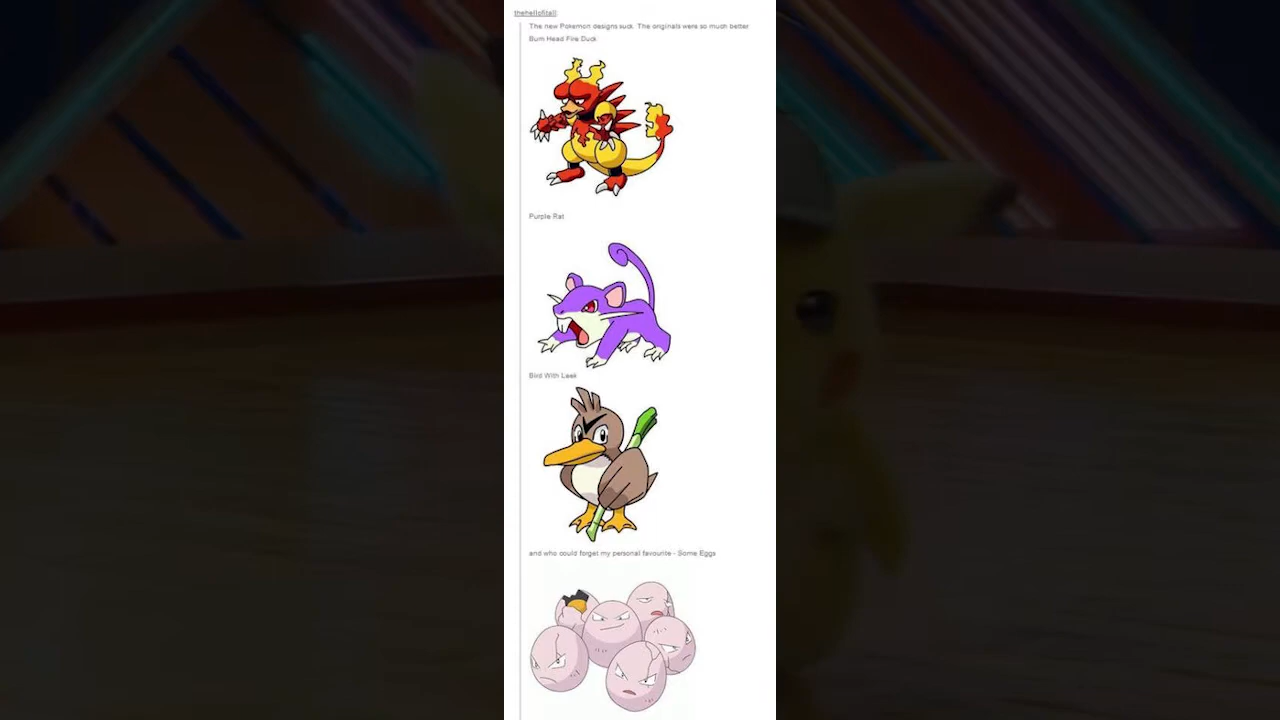 thehellofitall
The new Pokemon designs suck. The originals were so much better
Bum Head Fire Duck
Purple Rat
Bird With Leek
and who could forget my personal favourite - Some Eggs